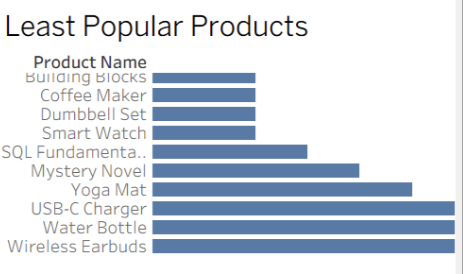 Least Popular Products
Product Name
Building Blocks
Coffee Maker
Dumbbell Set
Smart Watch
SQL Fundamenta..
Mystery Novel
Yoga Mat
USB-C Charger
Water Bottle
Wireless Earbuds